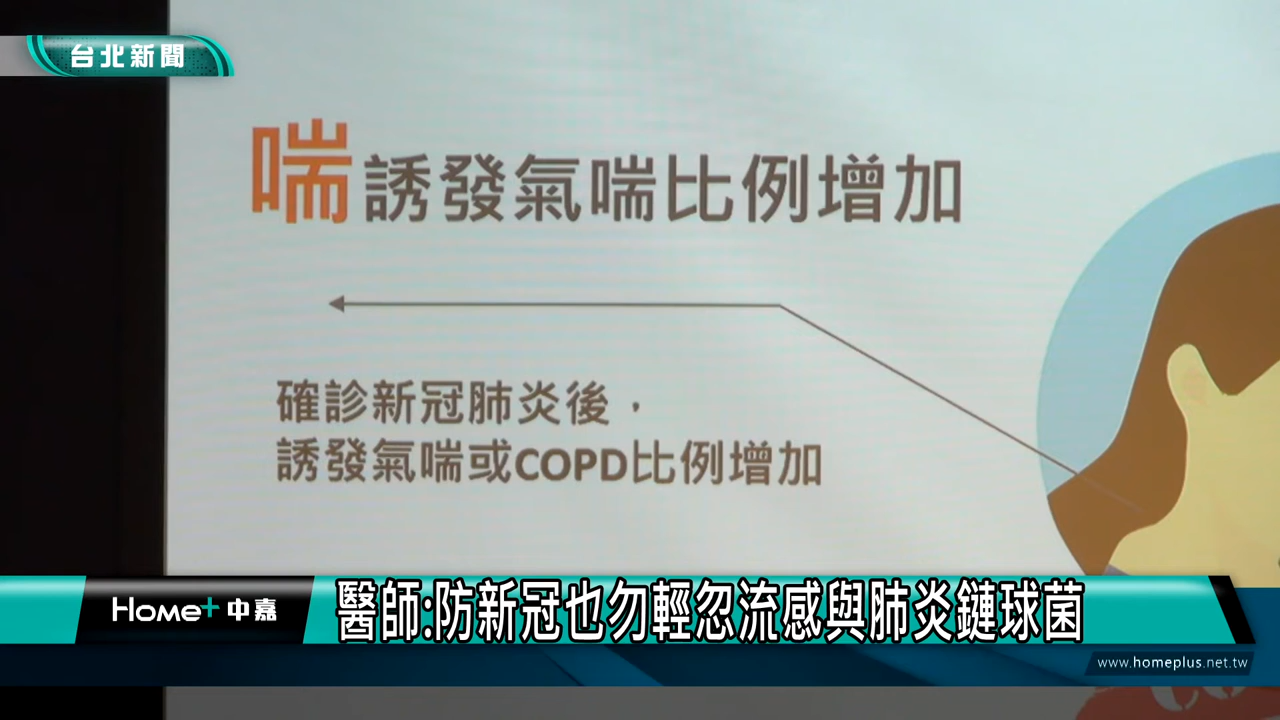 台北新聞
喘誘發氣喘比例增加
確診新冠肺炎後，
誘發氣喘或COPD比例增加
Home+中嘉
醫師:防新冠也勿輕忽流感與肺炎鏈球菌
www.homeplus.net.tw